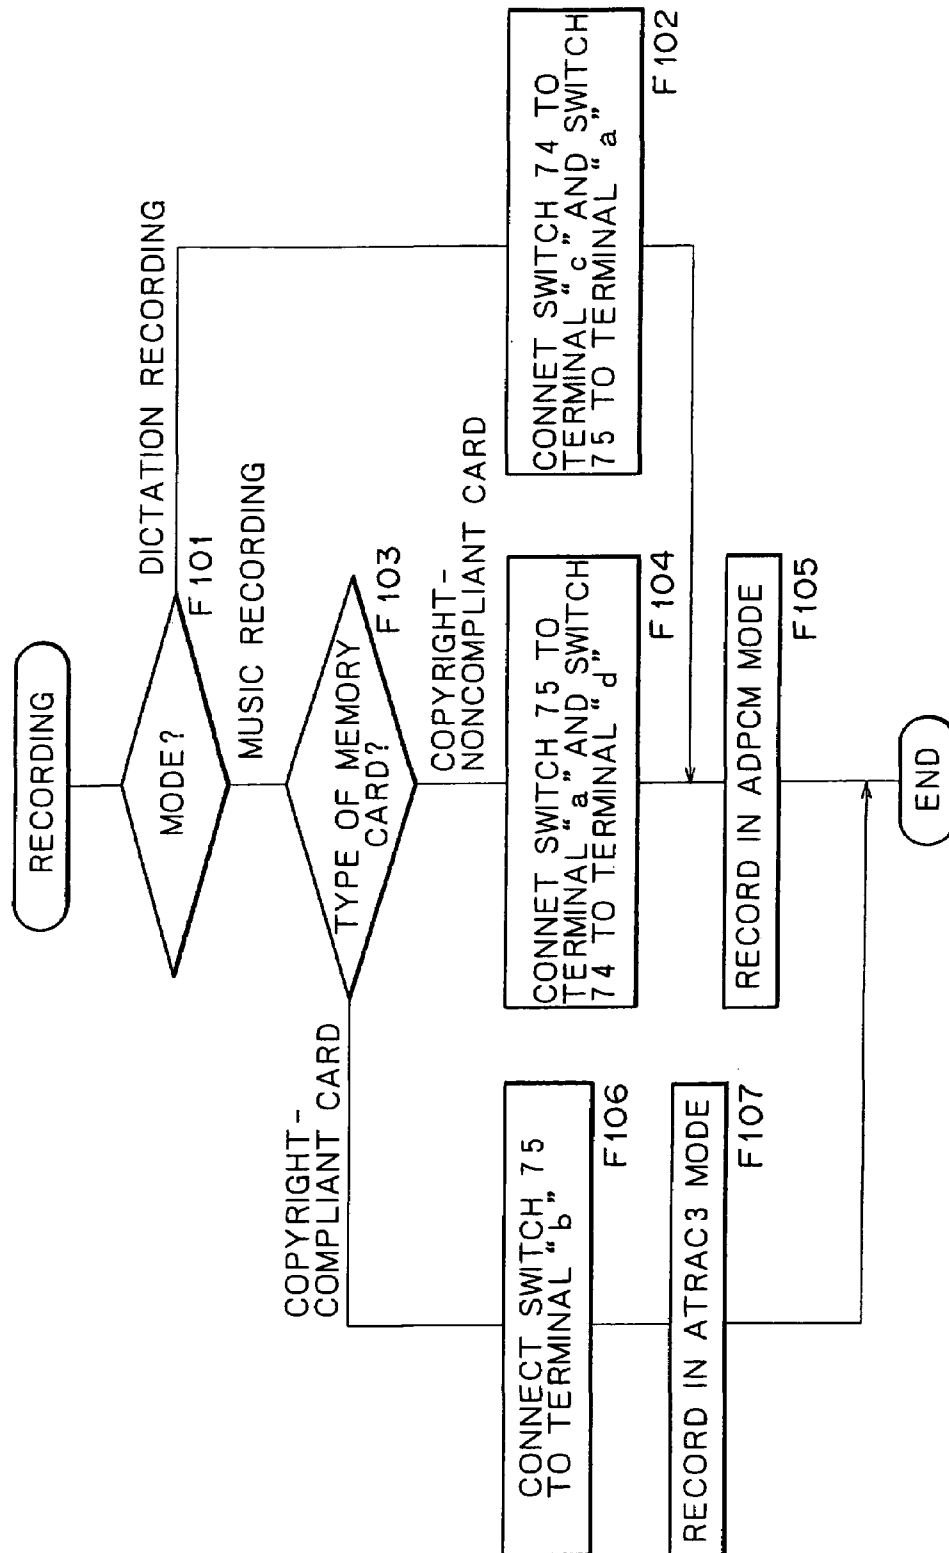 RECORDING
MODE?
F101
DICTATION RECORDING
MUSIC RECORDING
TYPE OF MEMORY
CARD?
F103
COPYRIGHT-
COMPLIANT CARD
COPYRIGHT-
NONCOMPLIANT CARD
CONNECT SWITCH 75
TO TERMINAL "b"
F106
CONNET SWITCH 75 TO
TERMINAL "a" AND SWITCH
74 TO TERMINAL "d"
F104
CONNET SWITCH 74 TO
TERMINAL "c" AND SWITCH
75 TO TERMINAL "a"
F102
RECORD IN ATRAC3 MODE
F107
RECORD IN ADPCM MODE
F105
END